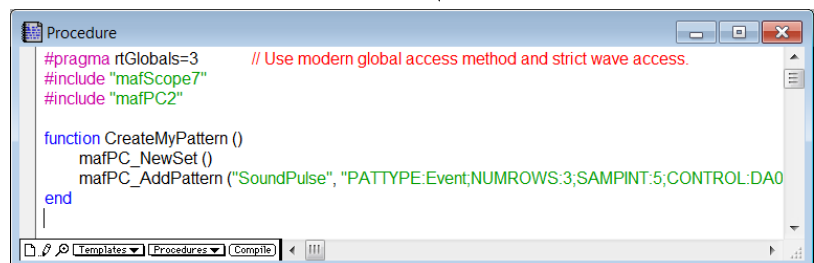 Procedure
#pragma rtGlobals=3 // Use modern global access method and strict wave access.
#include "mafScope7"
#include "mafPC2"
function CreateMyPattern ()
mafPC_NewSet ()
mafPC_AddPattern ("SoundPulse", "PATTYPE:Event;NUMROWS:3;SAMPINT:5;CONTROL:DA0
end
Templates Procedures Compile